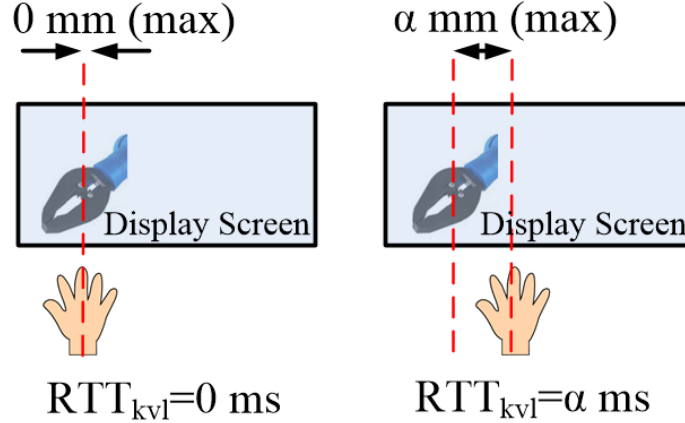 0 mm (max)
α mm (max)
Display Screen
Display Screen
RTTkvl=0 ms
RTTkvl=α ms